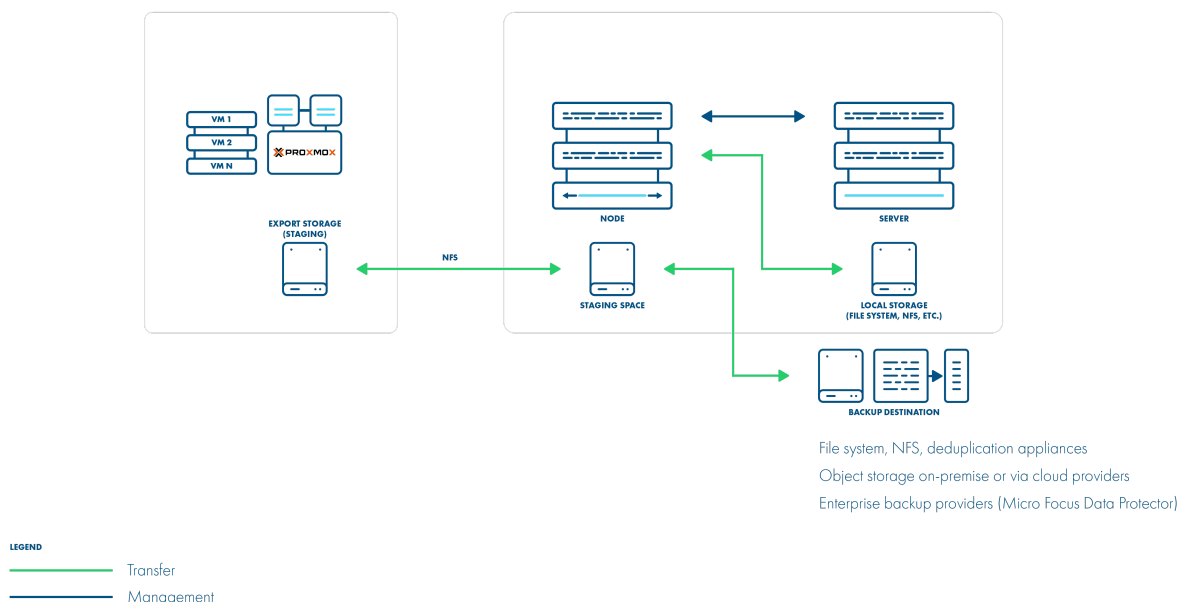 VM 1
VM 2
VM N
PROXMOX
EXPORT STORAGE
(STAGING)
NFS
NODE
SERVER
STAGING SPACE
LOCAL STORAGE
(FILE SYSTEM, NFS, ETC.)
BACKUP DESTINATION
File system, NFS, deduplication appliances
Object storage on-premise or via cloud providers
Enterprise backup providers (Micro Focus Data Protector)
LEGEND
Transfer
Management